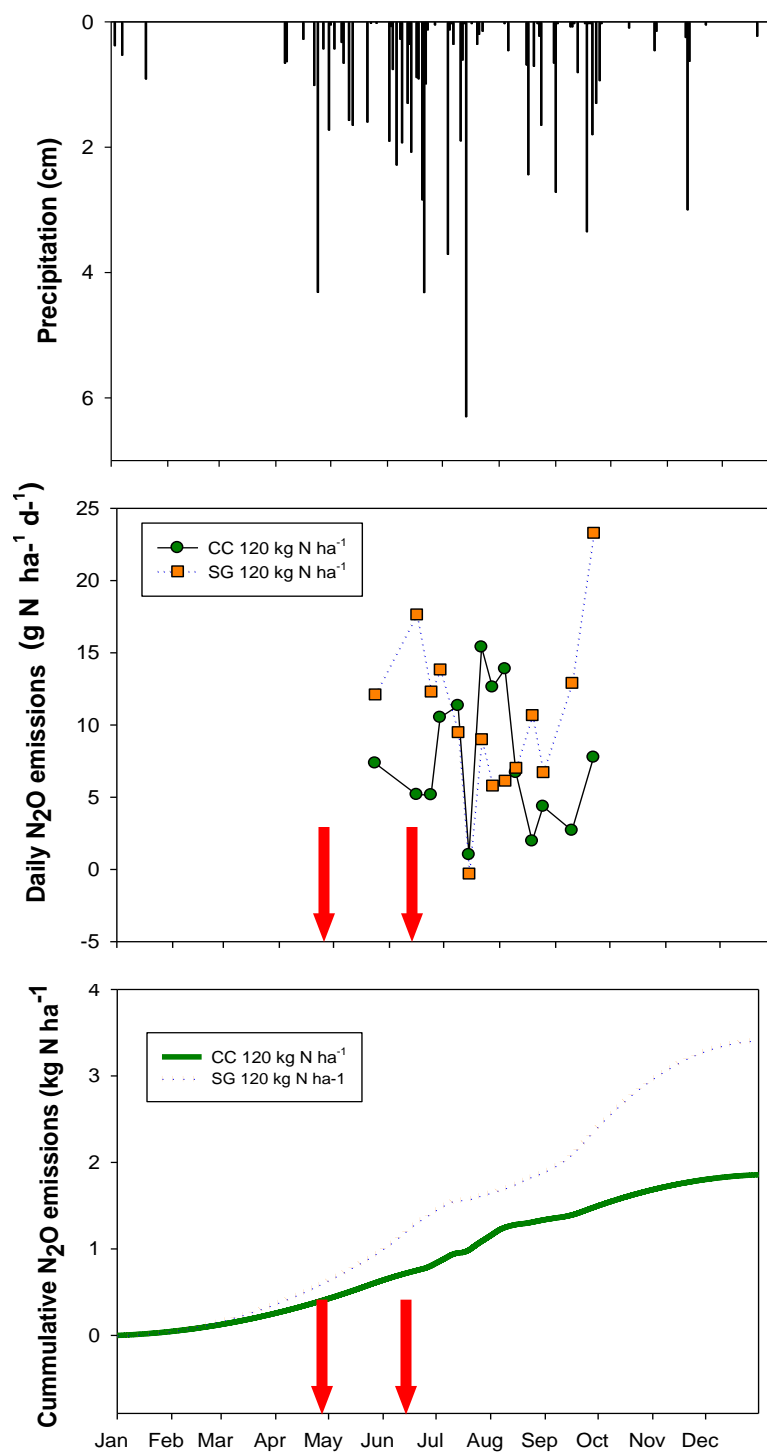 0
2
4
6
Precipitation (cm)
25
20
15
10
5
0
-5
Daily N₂O emissions (g N ha-¹ d-¹)
CC 120 kg N ha⁻¹
SG 120 kg N ha⁻¹
4
3
2
1
0
Cummulative N₂O emissions (kg N ha⁻¹
CC 120 kg N ha⁻¹
SG 120 kg N ha-1
Jan Feb Mar Apr May Jun Jul Aug Sep Oct Nov Dec